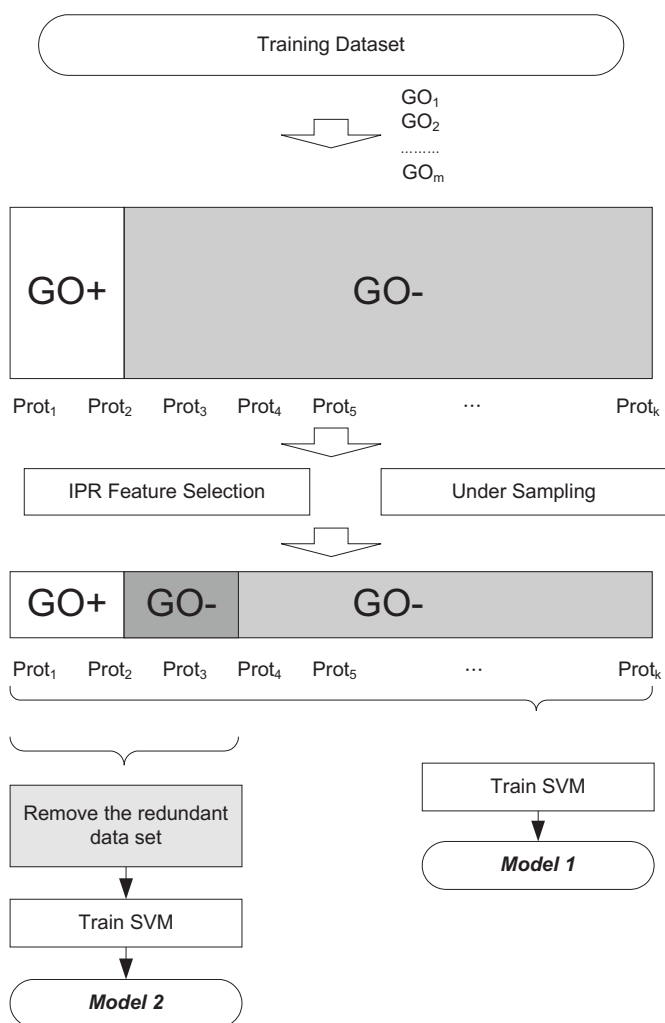 Training Dataset
GO₁
GO₂
.........
GOₘ
GO+ GO-
Prot₁ Prot₂ Prot₃ Prot₄ Prot₅ ... Protₖ
IPR Feature Selection Under Sampling
GO+ GO- GO-
Prot₁ Prot₂ Prot₃ Prot₄ Prot₅ ... Protₖ
Train SVM
Model 1
Remove the redundant
data set
Train SVM
Model 2